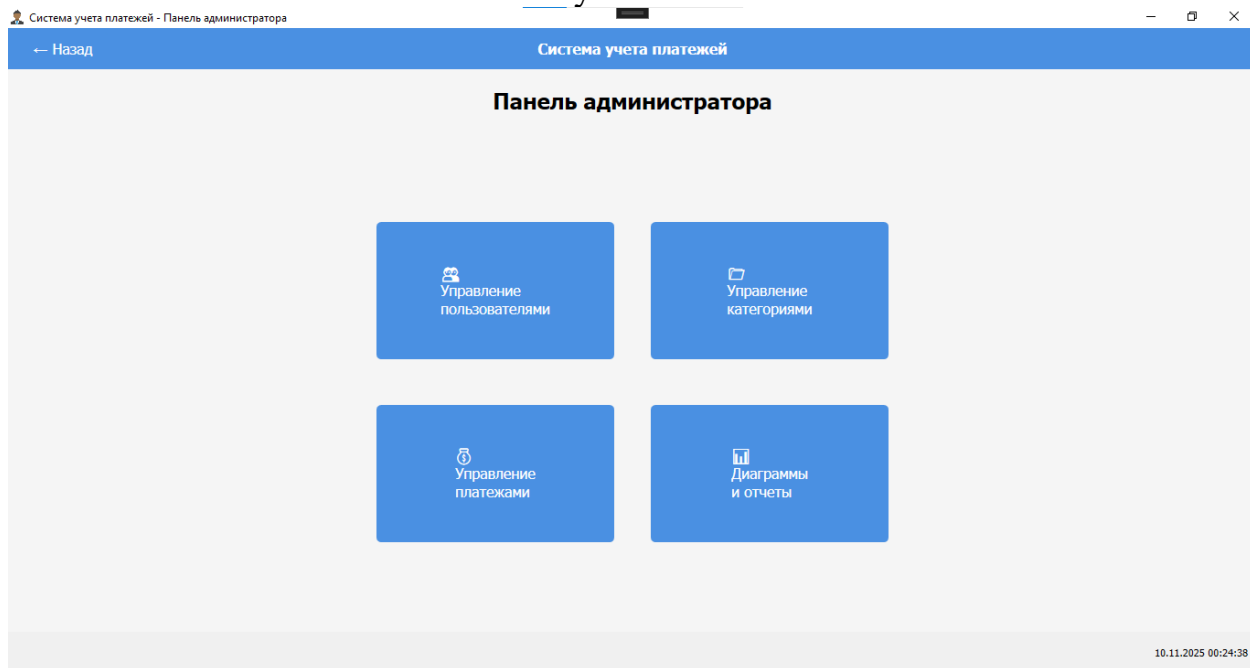 Система учета платежей - Панель администратора
← Назад
Система учета платежей
Панель администратора
Управление
пользователями
Управление
категориями
Управление
платежами
Диаграммы
и отчеты
10.11.2025 00:24:38